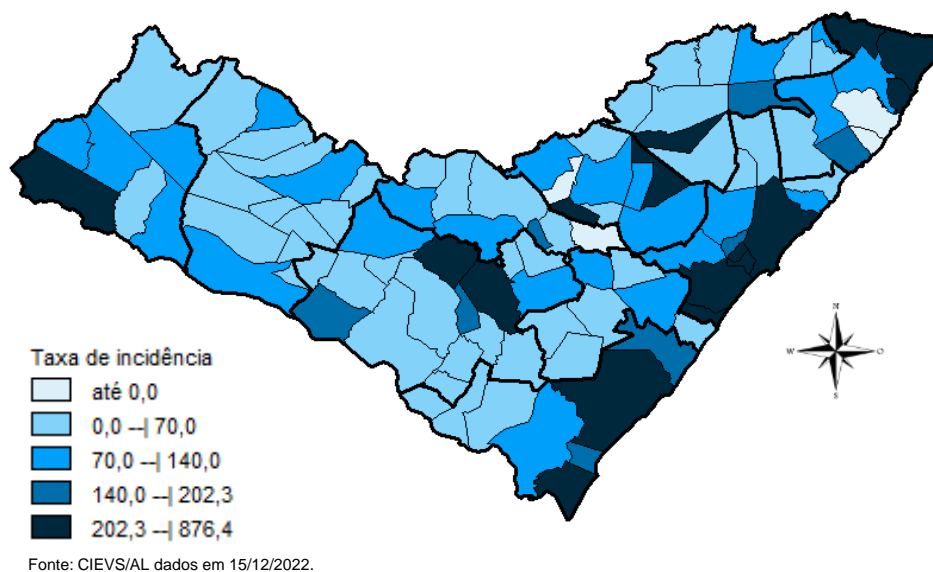 N
W
O
S
Taxa de incidência
até 0,0
0,0 --| 70,0
70,0 --| 140,0
140,0 --| 202,3
202,3 --| 876,4
Fonte: CIEVS/AL dados em 15/12/2022.